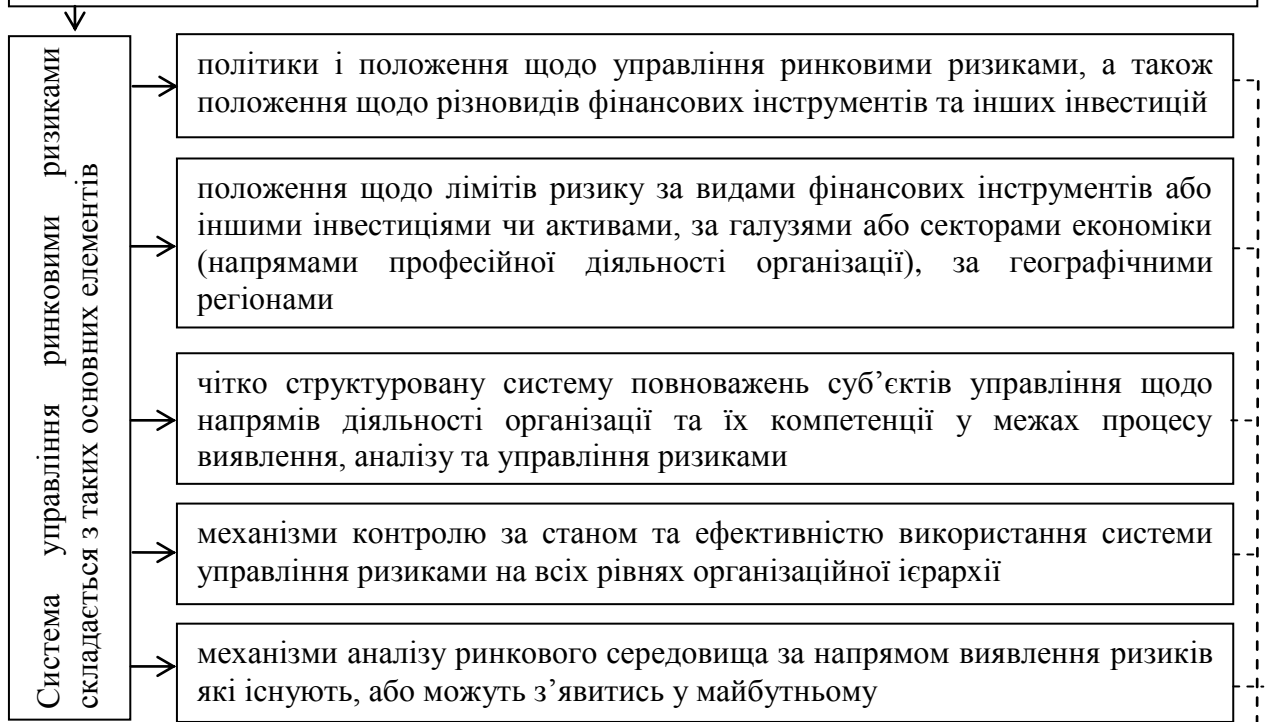 Система управління ринковими ризиками
складається з таких основних елементів
політики і положення щодо управління ринковими ризиками, а також
положення щодо різновидів фінансових інструментів та інших інвестицій
положення щодо лімітів ризику за видами фінансових інструментів або
іншими інвестиціями чи активами, за галузями або секторами економіки
(напрямами професійної діяльності організації), за географічними
регіонами
чітко структуровану систему повноважень суб’єктів управління щодо
напрямів діяльності організації та їх компетенції у межах процесу
виявлення, аналізу та управління ризиками
механізми контролю за станом та ефективністю використання системи
управління ризиками на всіх рівнях організаційної ієрархії
механізми аналізу ринкового середовища за напрямом виявлення ризиків
які існують, або можуть з’явитись у майбутньому